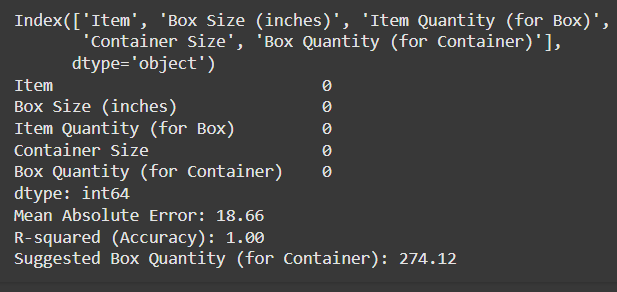 Index(['Item', 'Box Size (inches)', 'Item Quantity (for Box)',
       'Container Size', 'Box Quantity (for Container)'],
      dtype='object')
Item                            0
Box Size (inches)               0
Item Quantity (for Box)         0
Container Size                  0
Box Quantity (for Container)    0
dtype: int64
Mean Absolute Error: 18.66
R-squared (Accuracy): 1.00
Suggested Box Quantity (for Container): 274.12